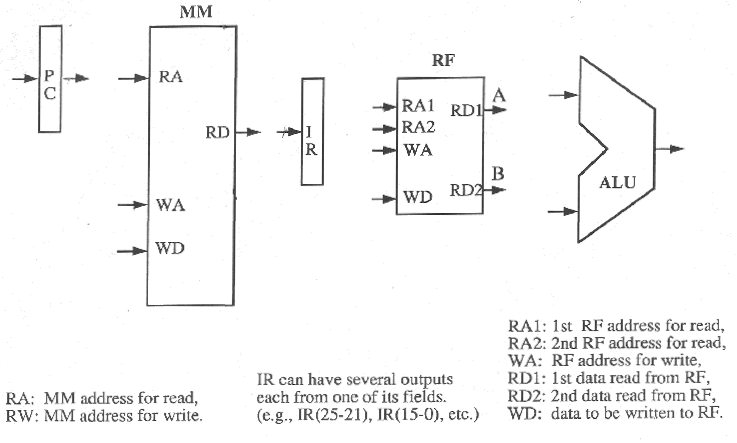 MM
P
C
RA
RD
WA
WD
I
R
RF
RA1
RD1
A
RA2
WA
B
WD
RD2
ALU
RA1: 1st RF address for read,
RA2: 2nd RF address for read,
WA: RF address for write,
RD1: 1st data read from RF,
RD2: 2nd data read from RF,
WD: data to be written to RF.
IR can have several outputs
each from one of its fields.
(e.g., IR(25-21), IR(15-0), etc.)
RA: MM address for read,
RW: MM address for write.